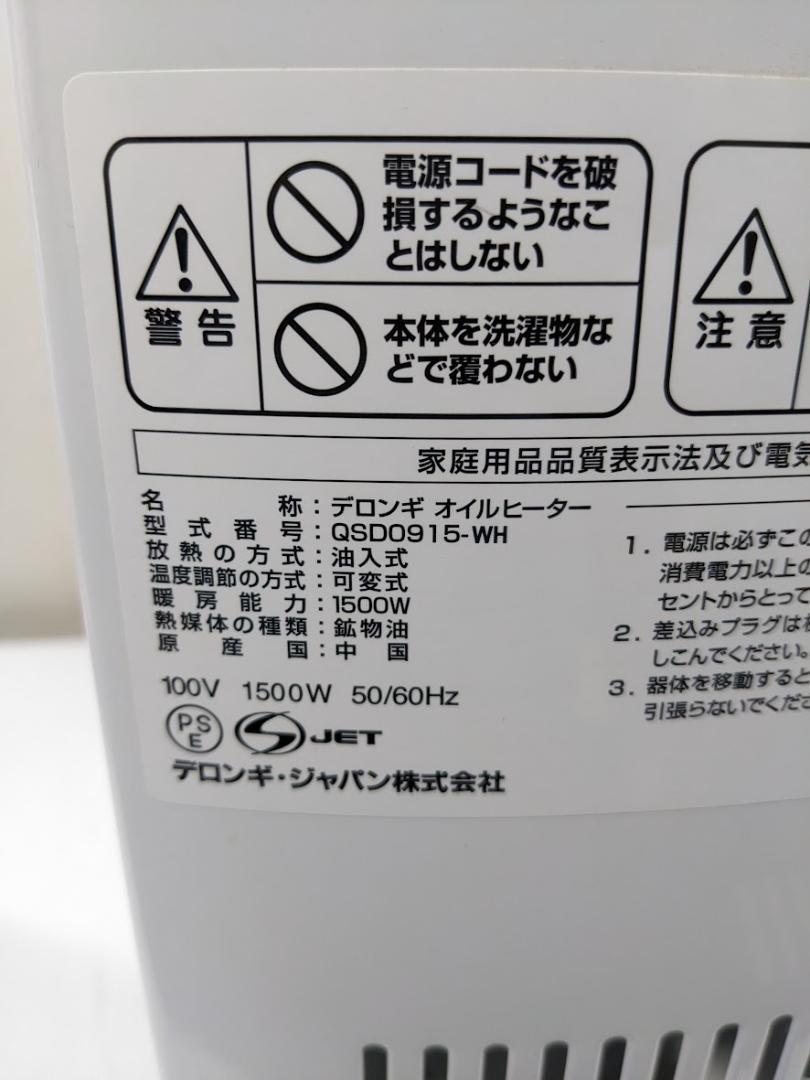 警告
電源コードを破
損するようなこ
とはしない
本体を洗濯物な
どで覆わない
注意
家庭用品品質表示法及び電気
名称：デロンギ オイルヒーター
型式番号：QSD0915-WH
放熱の方式：油入式
温度調節の方式：可変式
暖房能力：1500W
熱媒体の種類：鉱物油
原産国：中国
100V 1500W 50/60Hz
PSE JET
デロンギ・ジャパン株式会社
1. 電源は必ずこの
消費電力以上の
セントからとって
2. 差込みプラグは根
しこんでください。
3. 器体を移動すると
引張らないでくださ